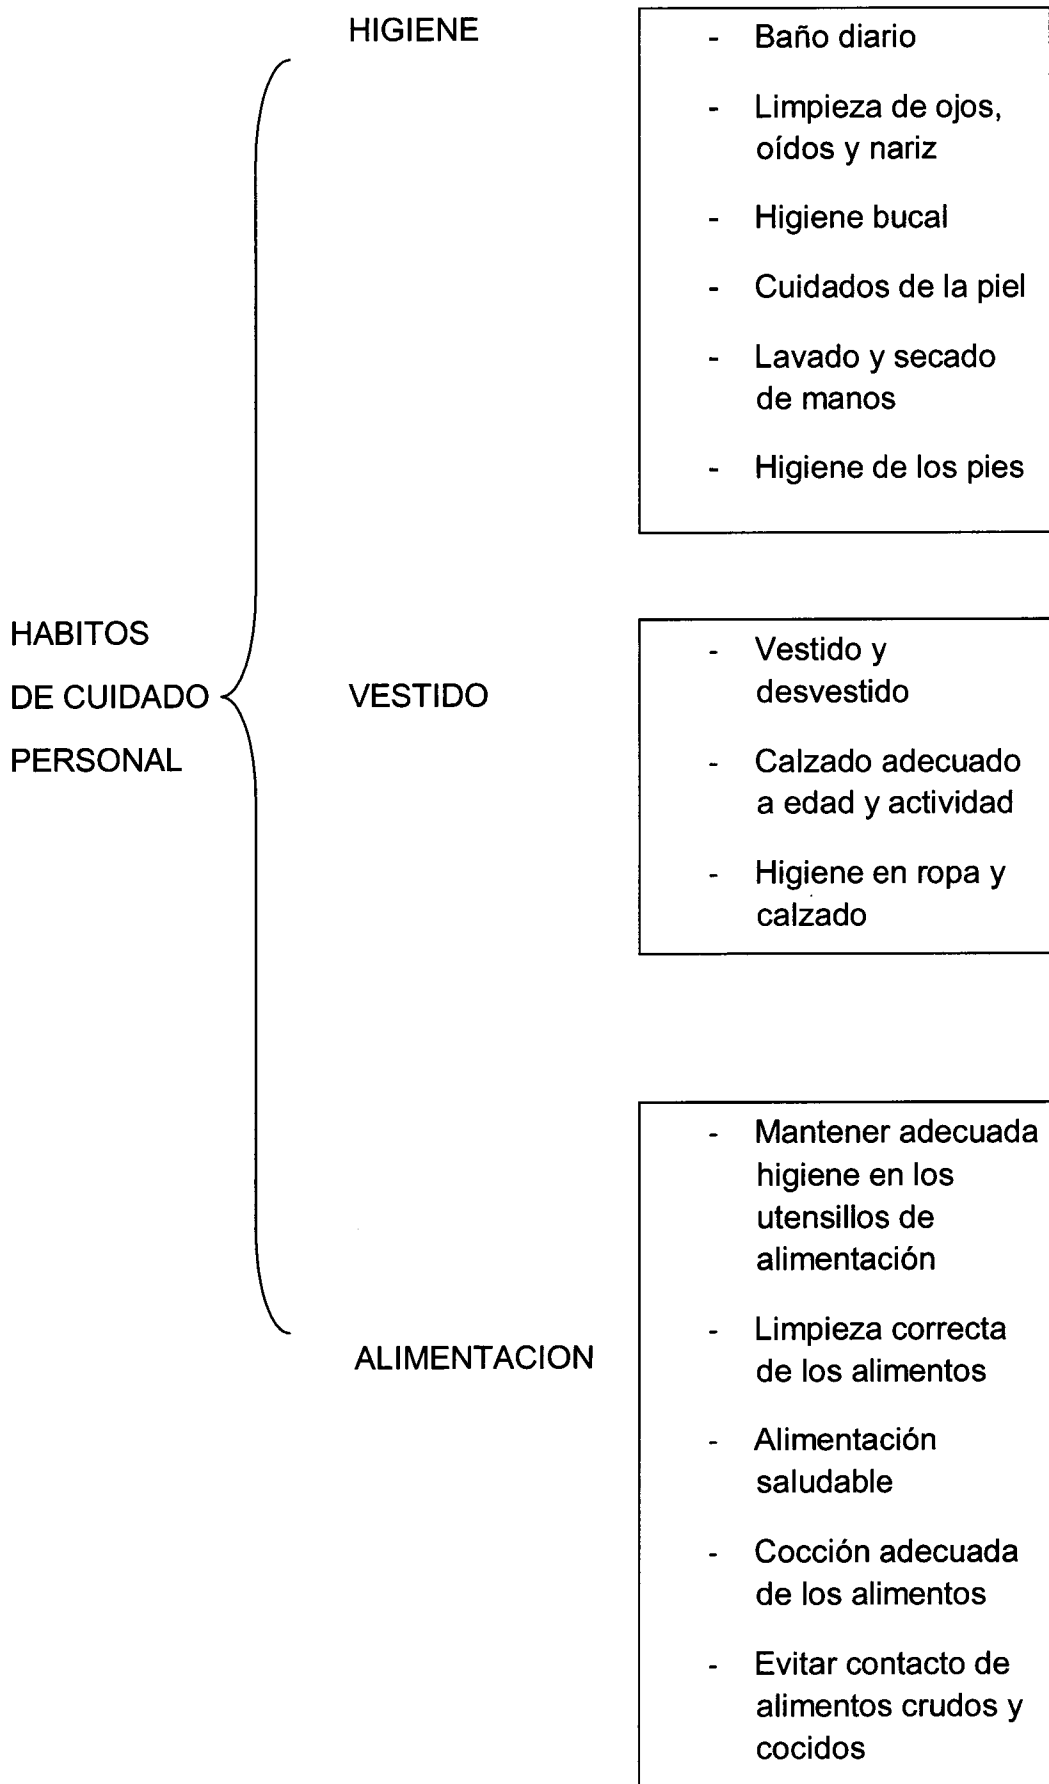 HIGIENE
- Baño diario
- Limpieza de ojos,
oídos y nariz
- Higiene bucal
- Cuidados de la piel
- Lavado y secado
de manos
- Higiene de los pies
HABITOS
DE CUIDADO
PERSONAL
VESTIDO
- Vestido y
desvestido
- Calzado adecuado
a edad y actividad
- Higiene en ropa y
calzado
ALIMENTACION
- Mantener adecuada
higiene en los
utensillos de
alimentación
- Limpieza correcta
de los alimentos
- Alimentación
saludable
- Cocción adecuada
de los alimentos
- Evitar contacto de
alimentos crudos y
cocidos